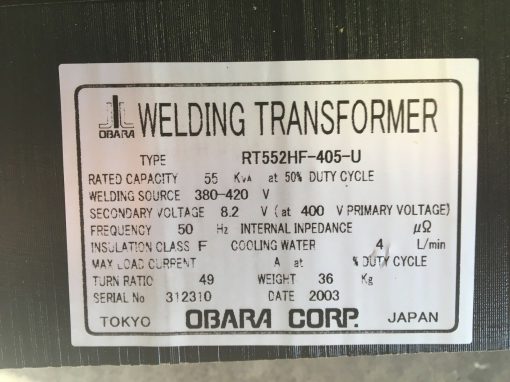 OBARA WELDING TRANSFORMER
TYPE RT552HF-405-U
RATED CAPACITY 55 KVA at 50% DUTY CYCLE
WELDING SOURCE 380-420 V
SECONDARY VOLTAGE 8.2 V (at 400 V PRIMARY VOLTAGE)
FREQUENCY 50 Hz INTERNAL INPEDANCE μΩ
INSULATION CLASS F COOLING WATER 4 L/min
MAX LOAD CURRENT A at % DUTY CYCLE
TURN RATIO 49 WEIGHT 36 Kg
SERIAL No 312310 DATE 2003
TOKYO OBARA CORP. JAPAN